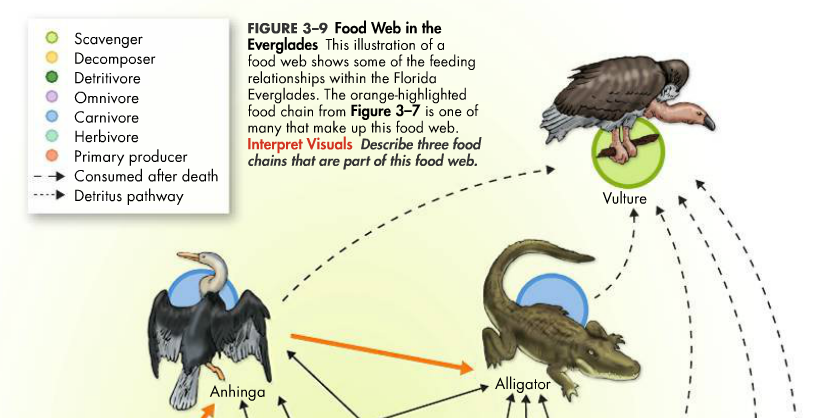 Scavenger
Decomposer
Detritivore
Omnivore
Carnivore
Herbivore
Primary producer
Consumed after death
Detritus pathway
FIGURE 3–9 Food Web in the
Everglades This illustration of a
food web shows some of the feeding
relationships within the Florida
Everglades. The orange-highlighted
food chain from Figure 3–7 is one of
many that make up this food web.
Interpret Visuals Describe three food
chains that are part of this food web.
Vulture
Anhinga
Alligator